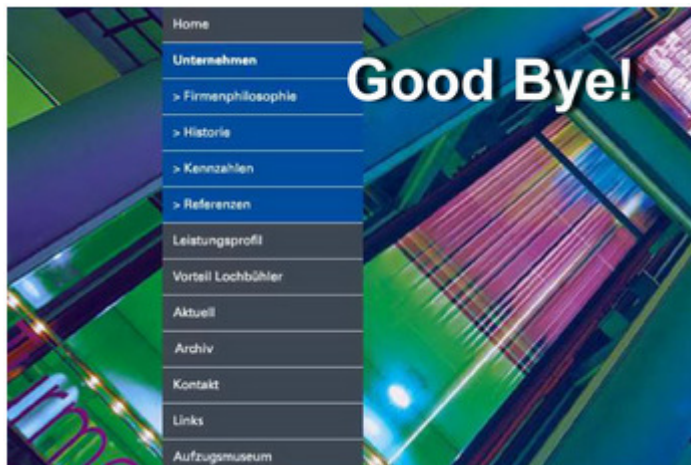 Home
Unternehmen
Good Bye!
> Firmenphilosophie
> Historie
> Kennzahlen
> Referenzen
Leistungsprofil
Vorteil Lochbühler
Aktuell
Archiv
Kontakt
Links
Aufzugsmuseum